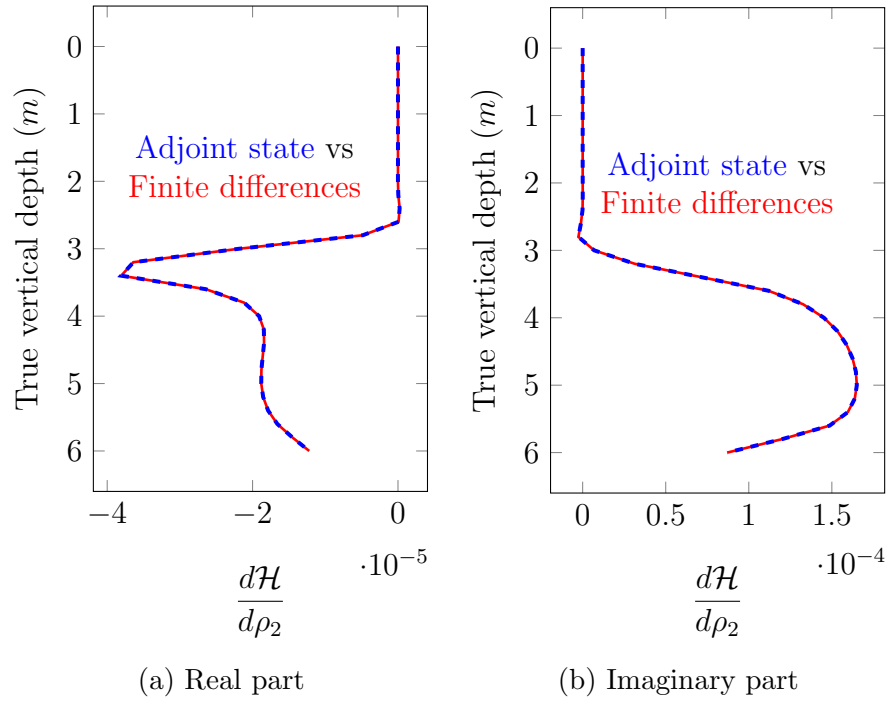 0
1
2
3
4
5
6
True vertical depth (m)
Adjoint state vs
Finite differences
−4
−2
0
·10−5
dℋ
dρ2
(a) Real part
0
1
2
3
4
5
6
True vertical depth (m)
Adjoint state vs
Finite differences
0
0.5
1
1.5
·10−4
dℋ
dρ2
(b) Imaginary part